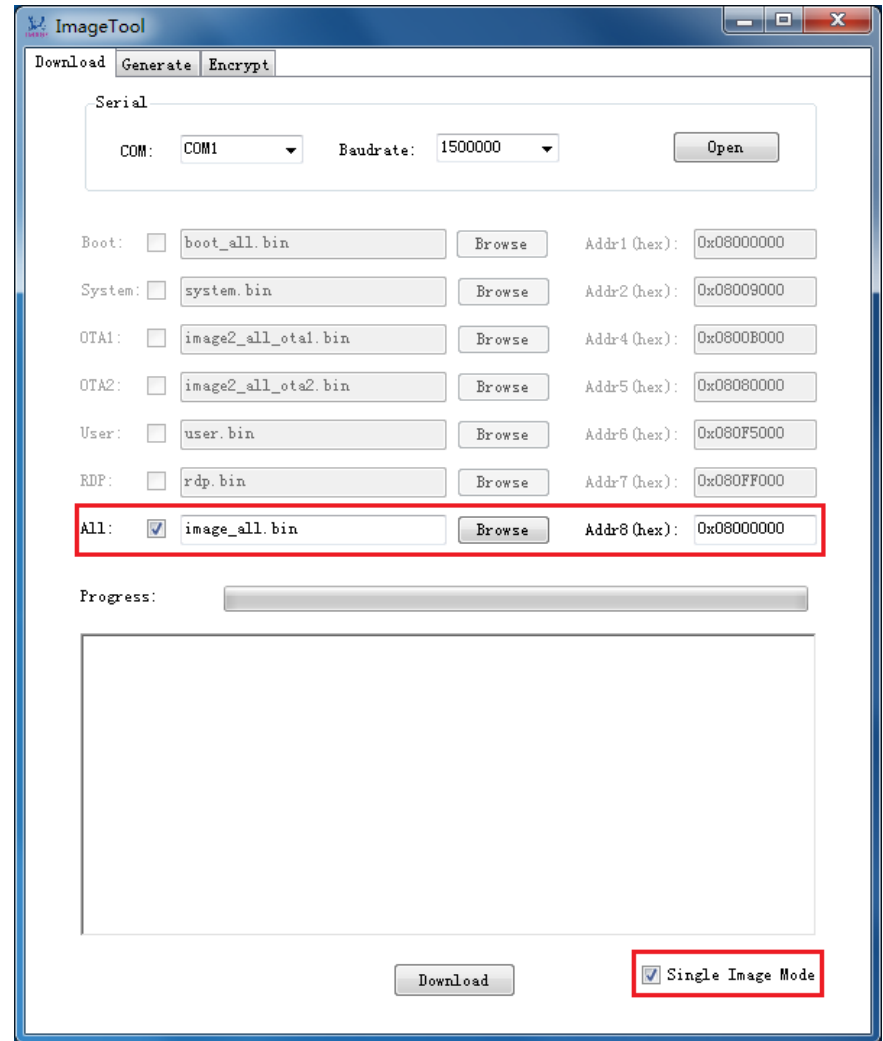 ImageTool
Download Generate Encrypt
Serial
COM: COM1 Baudrate: 1500000 Open
Boot: boot_all.bin Browse Addr1(hex): 0x08000000
System: system.bin Browse Addr2(hex): 0x08009000
OTA1: image2_all_ota1.bin Browse Addr4(hex): 0x0800B000
OTA2: image2_all_ota2.bin Browse Addr5(hex): 0x08080000
User: user.bin Browse Addr6(hex): 0x080F5000
RDP: rdp.bin Browse Addr7(hex): 0x080FF000
All: image_all.bin Browse Addr8(hex): 0x08000000
Progress:
Download Single Image Mode